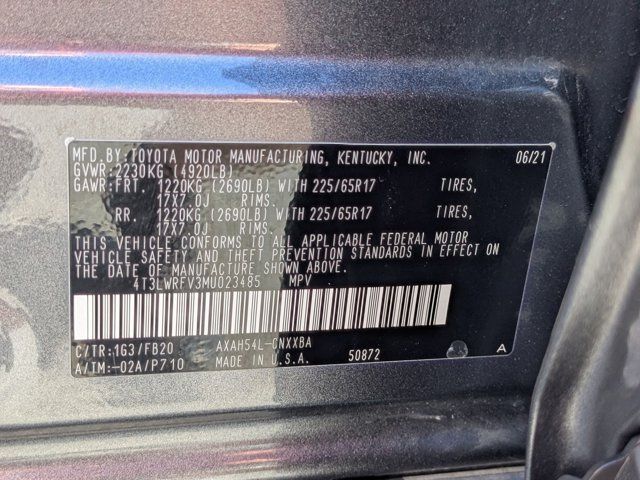 MFD.BY:TOYOTA MOTOR MANUFACTURING, KENTUCKY, INC. 06/21
GVWR:2230KG (4920LB)
GAWR:FRT. 1220KG (2690LB) WITH 225/65R17 TIRES,
17X7.0J RIMS.
RR. 1220KG (2690LB) WITH 225/65R17 TIRES,
17X7.0J RIMS.
THIS VEHICLE CONFORMS TO ALL APPLICABLE FEDERAL MOTOR
VEHICLE SAFETY AND THEFT PREVENTION STANDARDS IN EFFECT
ON THE DATE OF MANUFACTURE SHOWN ABOVE.
4T3LWRFV3MU023485 MPV
C/TR:1G3/FB20 AXAH54L-CNXXBA
A/TM:-02A/P710 MADE IN U.S.A. 50872 A